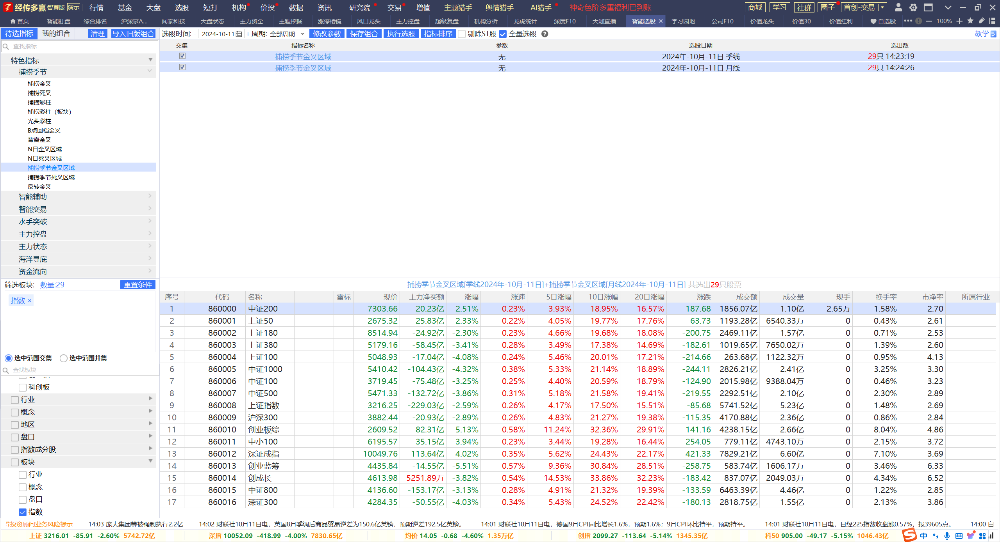 经传多赢 智尊版 演示 行情 基金 大盘 选股 短打 机构 价投 数据 资讯 研究院 交易 增值 主题猎手 舆情猎手 AI猎手 神奇色阶多重福利已到账 商城 学习 社群 圈子 首创-交易
首页 智能盯盘 综合排名 沪深京A... 闻泰科技 大盘状态 主力资金 主题挖掘 涨停棱镜 风口龙头 主力控盘 超级复盘 机构分析 龙虎统计 深度F10 大咖直播 智能选股 学习园地 公司F10 价值龙头 价值30 价值红利 自选股 100%
待选指标 我的组合 清理 导入旧版组合 选股时间: - 2024-10-11 + 周期: 全部周期 修改参数 保存组合 执行选股 指标排序 剔除ST股 全量选股 教学
查找指标
特色指标
捕捞季节
捕捞金叉
捕捞死叉
捕捞彩柱
捕捞彩柱（板块）
光头彩柱
B点回档金叉
背离金叉
N日金叉区域
N日死叉区域
捕捞季节金叉区域
捕捞季节死叉区域
反转金叉
智能辅助
智能交易
水手突破
主力控盘
主力状态
海洋寻底
资金流向
交集 指标名称 参数 选股日期 选出数
捕捞季节金叉区域 无 2024年-10月-11日 季线 29只 14:23:19
捕捞季节金叉区域 无 2024年-10月-11日 月线 29只 14:24:26
筛选板块: 数量:29 重置条件
指数 ×
选中范围交集 选中范围并集
查找板块
科创板
行业
概念
地区
盘口
指数成分股
板块
行业
概念
盘口
指数
捕捞季节金叉区域[季线2024年-10月-11日]+捕捞季节金叉区域[月线2024年-10月-11日] 共选出29只股票
序号 代码 名称 雷标 现价 主力净买额 涨幅 涨速 5日涨幅 10日涨幅 20日涨幅 涨跌 成交额 成交量 现手 换手率 市净率 所属行业
1 860000 中证200 7303.66 -20.23亿 -2.51% 0.23% 3.93% 18.95% 16.57% -187.68 1856.07亿 1.10亿 2.65万 1.58% 2.70
2 860001 上证50 2675.32 -25.83亿 -2.33% 0.22% 4.05% 19.77% 17.76% -63.73 1193.28亿 6540.33万 0 0.43% 2.61
3 860002 上证180 8514.94 -24.92亿 -2.30% 0.23% 4.66% 19.68% 18.08% -200.75 2469.11亿 1.57亿 0 0.71% 2.53
4 860003 上证380 5179.16 -58.45亿 -3.41% 0.28% 3.49% 17.38% 14.69% -182.61 1019.65亿 7650.02万 0 1.39% 2.60
5 860004 上证100 5048.93 -17.04亿 -4.08% 0.24% 5.46% 20.01% 17.21% -214.66 263.68亿 1122.32万 0 0.95% 4.13
6 860005 中证1000 5410.42 -104.43亿 -4.32% 0.38% 5.33% 21.14% 18.89% -244.11 2826.21亿 2.41亿 0 3.25% 3.30
7 860006 中证100 3719.45 -75.48亿 -3.25% 0.25% 4.40% 20.59% 18.79% -124.90 2015.98亿 9388.04万 0 0.46% 3.23
8 860007 中证500 5471.33 -132.72亿 -3.86% 0.31% 5.18% 21.58% 19.41% -219.55 2292.51亿 2.10亿 0 2.30% 2.89
9 860008 上证指数 3216.25 -229.03亿 -2.59% 0.26% 4.17% 17.50% 15.51% -85.68 5741.52亿 5.23亿 0 1.48% 2.69
10 860009 沪深300 3882.44 -20.93亿 -2.89% 0.26% 4.83% 21.27% 19.38% -115.35 4170.88亿 2.36亿 0 0.86% 2.84
11 860010 创业板综 2609.52 -82.31亿 -5.13% 0.58% 11.24% 32.36% 29.91% -141.16 4238.15亿 2.66亿 0 8.04% 4.86
12 860011 中小100 6195.57 -35.15亿 -3.94% 0.23% 3.44% 19.28% 16.44% -254.05 779.11亿 4743.10万 0 2.15% 3.72
13 860012 深证成指 10049.76 -113.64亿 -4.02% 0.35% 5.62% 24.43% 22.17% -421.33 7829.21亿 6.60亿 0 7.10% 3.69
14 860013 创业蓝筹 4435.84 -14.55亿 -5.51% 0.57% 9.36% 30.84% 28.51% -258.75 583.74亿 1606.17万 0 3.46% 6.33
15 860014 创成长 4613.98 5251.89万 -3.82% 0.54% 14.53% 33.86% 32.23% -183.42 837.07亿 2049.03万 0 4.34% 6.52
16 860015 中证800 4136.60 -153.17亿 -3.13% 0.28% 4.91% 21.32% 19.39% -133.59 6463.39亿 4.46亿 0 1.22% 2.85
17 860016 深证300 4284.35 -50.55亿 -4.03% 0.34% 5.43% 24.52% 22.42% -180.13 2818.75亿 1.55亿 0 2.13% 3.86
投资顾问业务风险提示 14:03 庞大集团等被强制执行2.2亿 14:02 财联社10月11日电，英国8月季调后商品贸易逆差为150.6亿英镑，预期逆差192.5亿英镑。 14:01 财联社10月11日电，德国9月CPI同比增长1.6%，预期1.6%；9月CPI环比持平，预期持平。 14:01 财联社10月11日电，日经225指数收盘涨0.57%，报39605点。 14:00
上证 3216.01 -85.91 -2.60% 5742.72亿 深指 10052.09 -418.99 -4.00% 7830.65亿 均价 14.05 -0.68 -4.60% 1.35万亿 创指 2099.27 -113.64 -5.14% 1345.35亿 科50 905.00 -49.17 -5.15% 1046.43亿 中